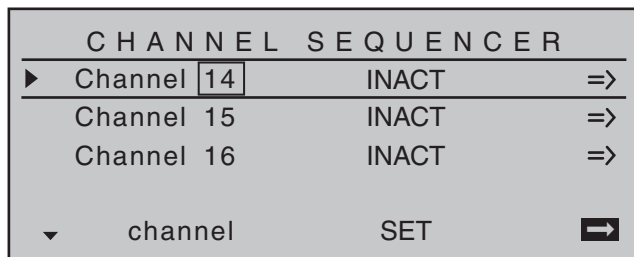 CHANNEL SEQUENCER
Channel 14 INACT =>
Channel 15 INACT =>
Channel 16 INACT =>
channel SET